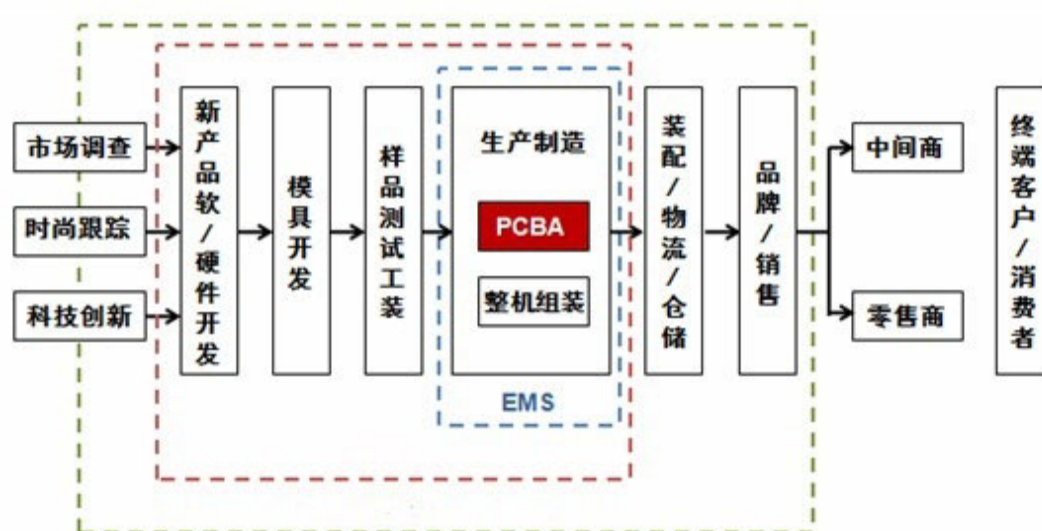 市场调查
时尚跟踪
科技创新
新产品软/硬件开发
模具开发
样品测试工装
生产制造
PCBA
整机组装
EMS
装配/物流/仓储
品牌/销售
中间商
零售商
终端客户/消费者